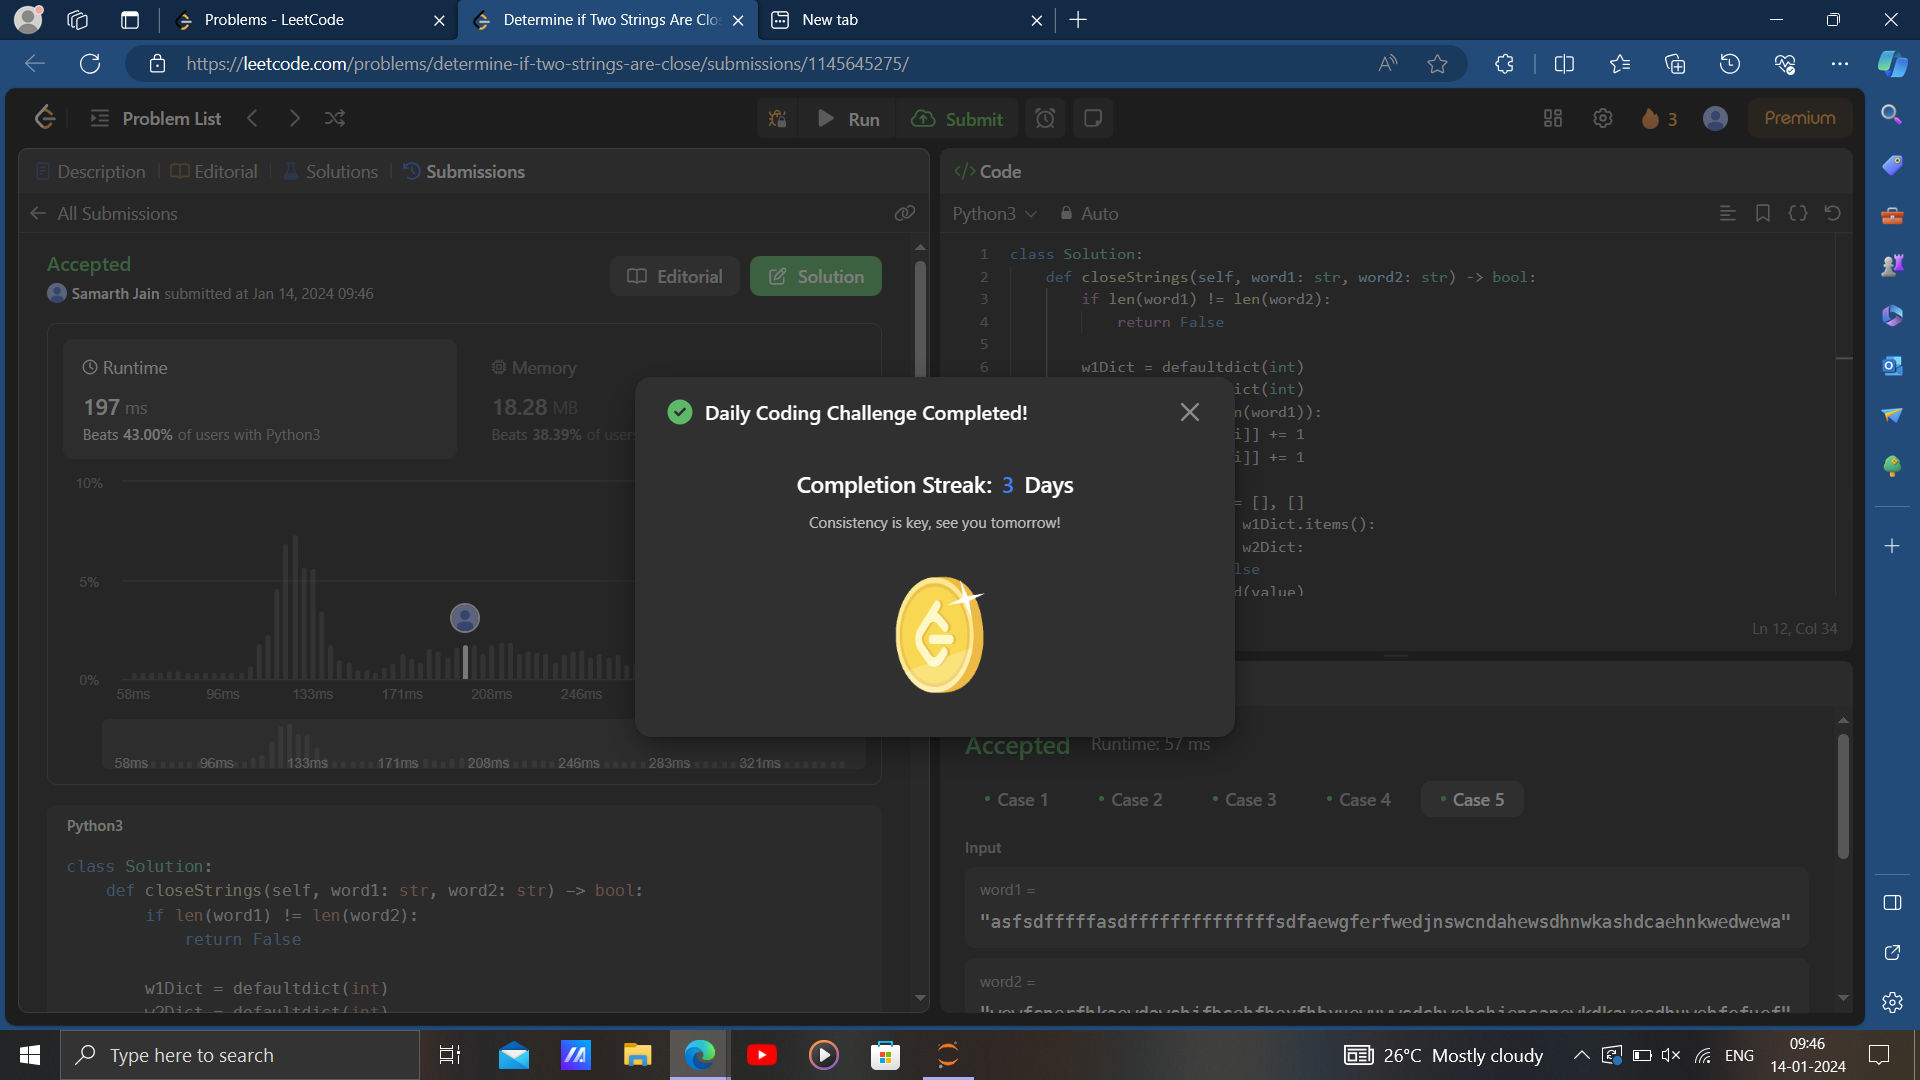 Problems - LeetCode
Determine if Two Strings Are Clo
New tab
https://leetcode.com/problems/determine-if-two-strings-are-close/submissions/1145645275/
Problem List
Run
Submit
3
Premium
Description
Editorial
Solutions
Submissions
All Submissions
Accepted
Samarth Jain submitted at Jan 14, 2024 09:46
Editorial
Solution
Runtime
197 ms
Beats 43.00% of users with Python3
Memory
18.28 MB
Beats 38.39% of users
10%
5%
0%
58ms 96ms 133ms 171ms 208ms 246ms
58ms 96ms 133ms 171ms 208ms 246ms 283ms 321ms
Python3
class Solution:
def closeStrings(self, word1: str, word2: str) -> bool:
if len(word1) != len(word2):
return False
w1Dict = defaultdict(int)
w2Dict = defaultdict(int)
Daily Coding Challenge Completed!
Completion Streak: 3 Days
Consistency is key, see you tomorrow!
</> Code
Python3
Auto
1 class Solution:
2 def closeStrings(self, word1: str, word2: str) -> bool:
3 if len(word1) != len(word2):
4 return False
5
6 w1Dict = defaultdict(int)
ict(int)
n(word1)):
i]] += 1
i]] += 1
= [], []
w1Dict.items():
w2Dict:
lse
d(value)
Ln 12, Col 34
Accepted
Runtime: 57 ms
Case 1
Case 2
Case 3
Case 4
Case 5
Input
word1 =
word2 =
Type here to search
26°C Mostly cloudy
ENG
09:46
14-01-2024